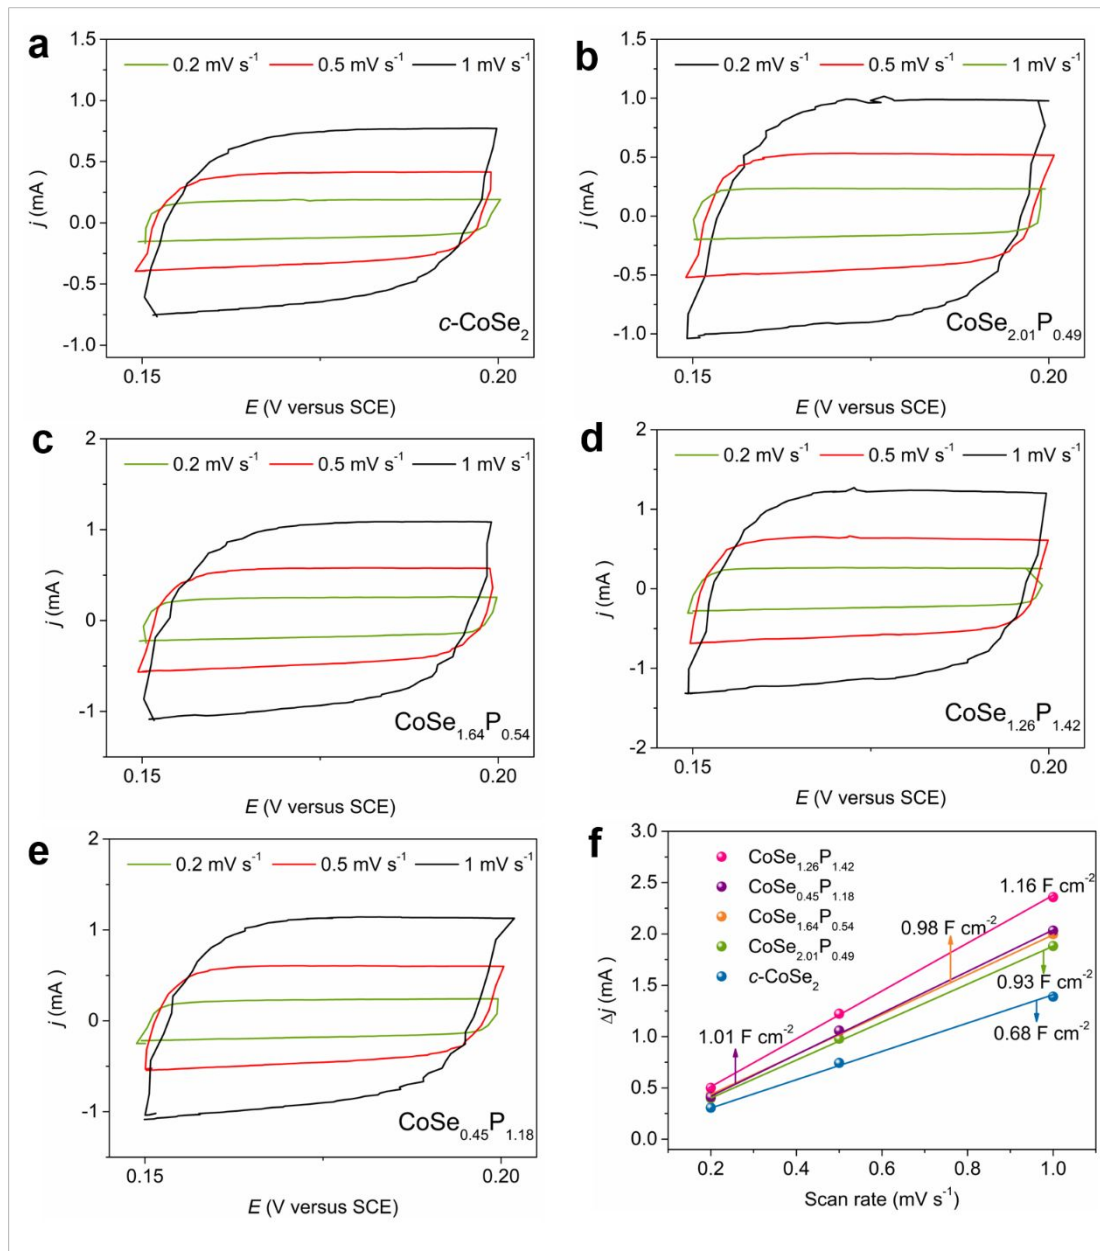 a
0.2 mV s⁻¹ 0.5 mV s⁻¹ 1 mV s⁻¹
1.5
1.0
0.5
0.0
-0.5
-1.0
j (mA)
c-CoSe₂
0.15 0.20
E (V versus SCE)
b
0.2 mV s⁻¹ 0.5 mV s⁻¹ 1 mV s⁻¹
1.5
1.0
0.5
0.0
-0.5
-1.0
j (mA)
CoSe₂.₀₁P₀.₄₉
0.15 0.20
E (V versus SCE)
c
0.2 mV s⁻¹ 0.5 mV s⁻¹ 1 mV s⁻¹
2
1
0
-1
j (mA)
CoSe₁.₆₄P₀.₅₄
0.15 0.20
E (V versus SCE)
d
0.2 mV s⁻¹ 0.5 mV s⁻¹ 1 mV s⁻¹
2
1
0
-1
-2
j (mA)
CoSe₁.₂₆P₁.₄₂
0.15 0.20
E (V versus SCE)
e
0.2 mV s⁻¹ 0.5 mV s⁻¹ 1 mV s⁻¹
2
1
0
-1
j (mA)
CoSe₀.₄₅P₁.₁₈
0.15 0.20
E (V versus SCE)
f
3.0
2.5
2.0
1.5
1.0
0.5
0.0
Δj (mA)
CoSe₁.₂₆P₁.₄₂
CoSe₀.₄₅P₁.₁₈
CoSe₁.₆₄P₀.₅₄
CoSe₂.₀₁P₀.₄₉
c-CoSe₂
1.16 F cm⁻²
0.98 F cm⁻²
0.93 F cm⁻²
1.01 F cm⁻²
0.68 F cm⁻²
0.2 0.4 0.6 0.8 1.0
Scan rate (mV s⁻¹)